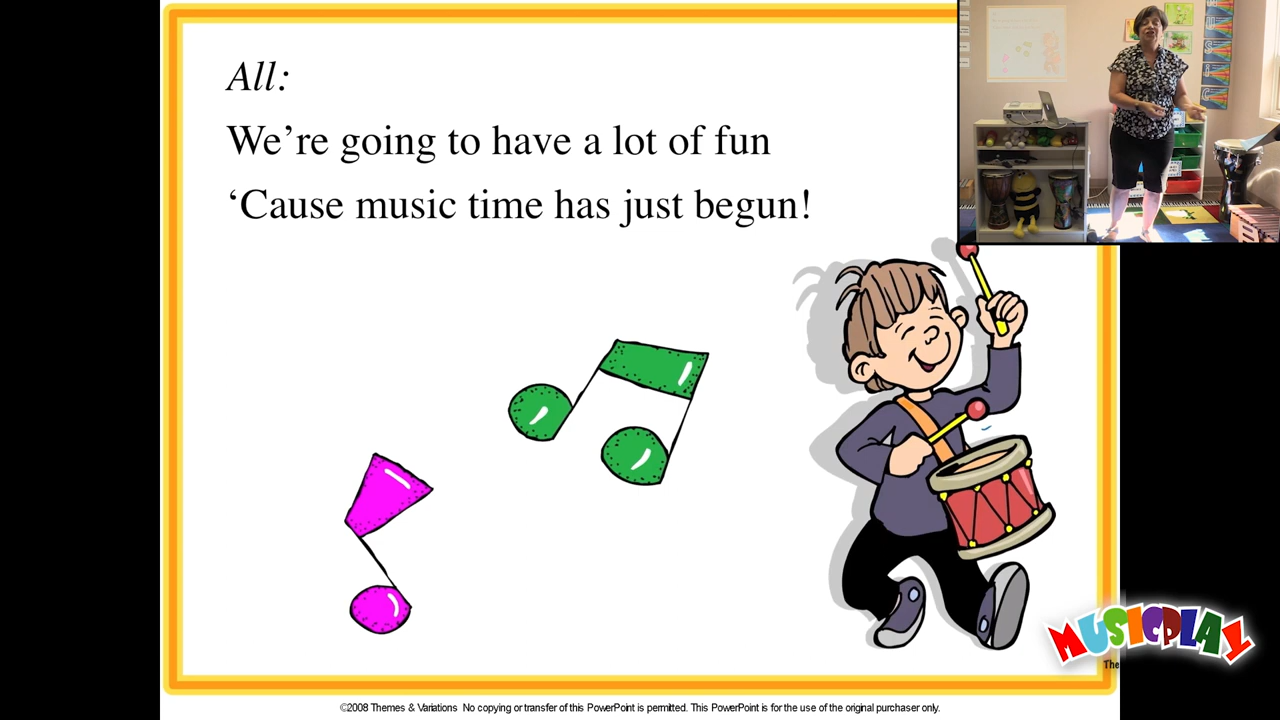 All:
We’re going to have a lot of fun
‘Cause music time has just begun!
MUSICPLAY
The
©2008 Themes & Variations No copying or transfer of this PowerPoint is permitted. This PowerPoint is for the use of the original purchaser only.